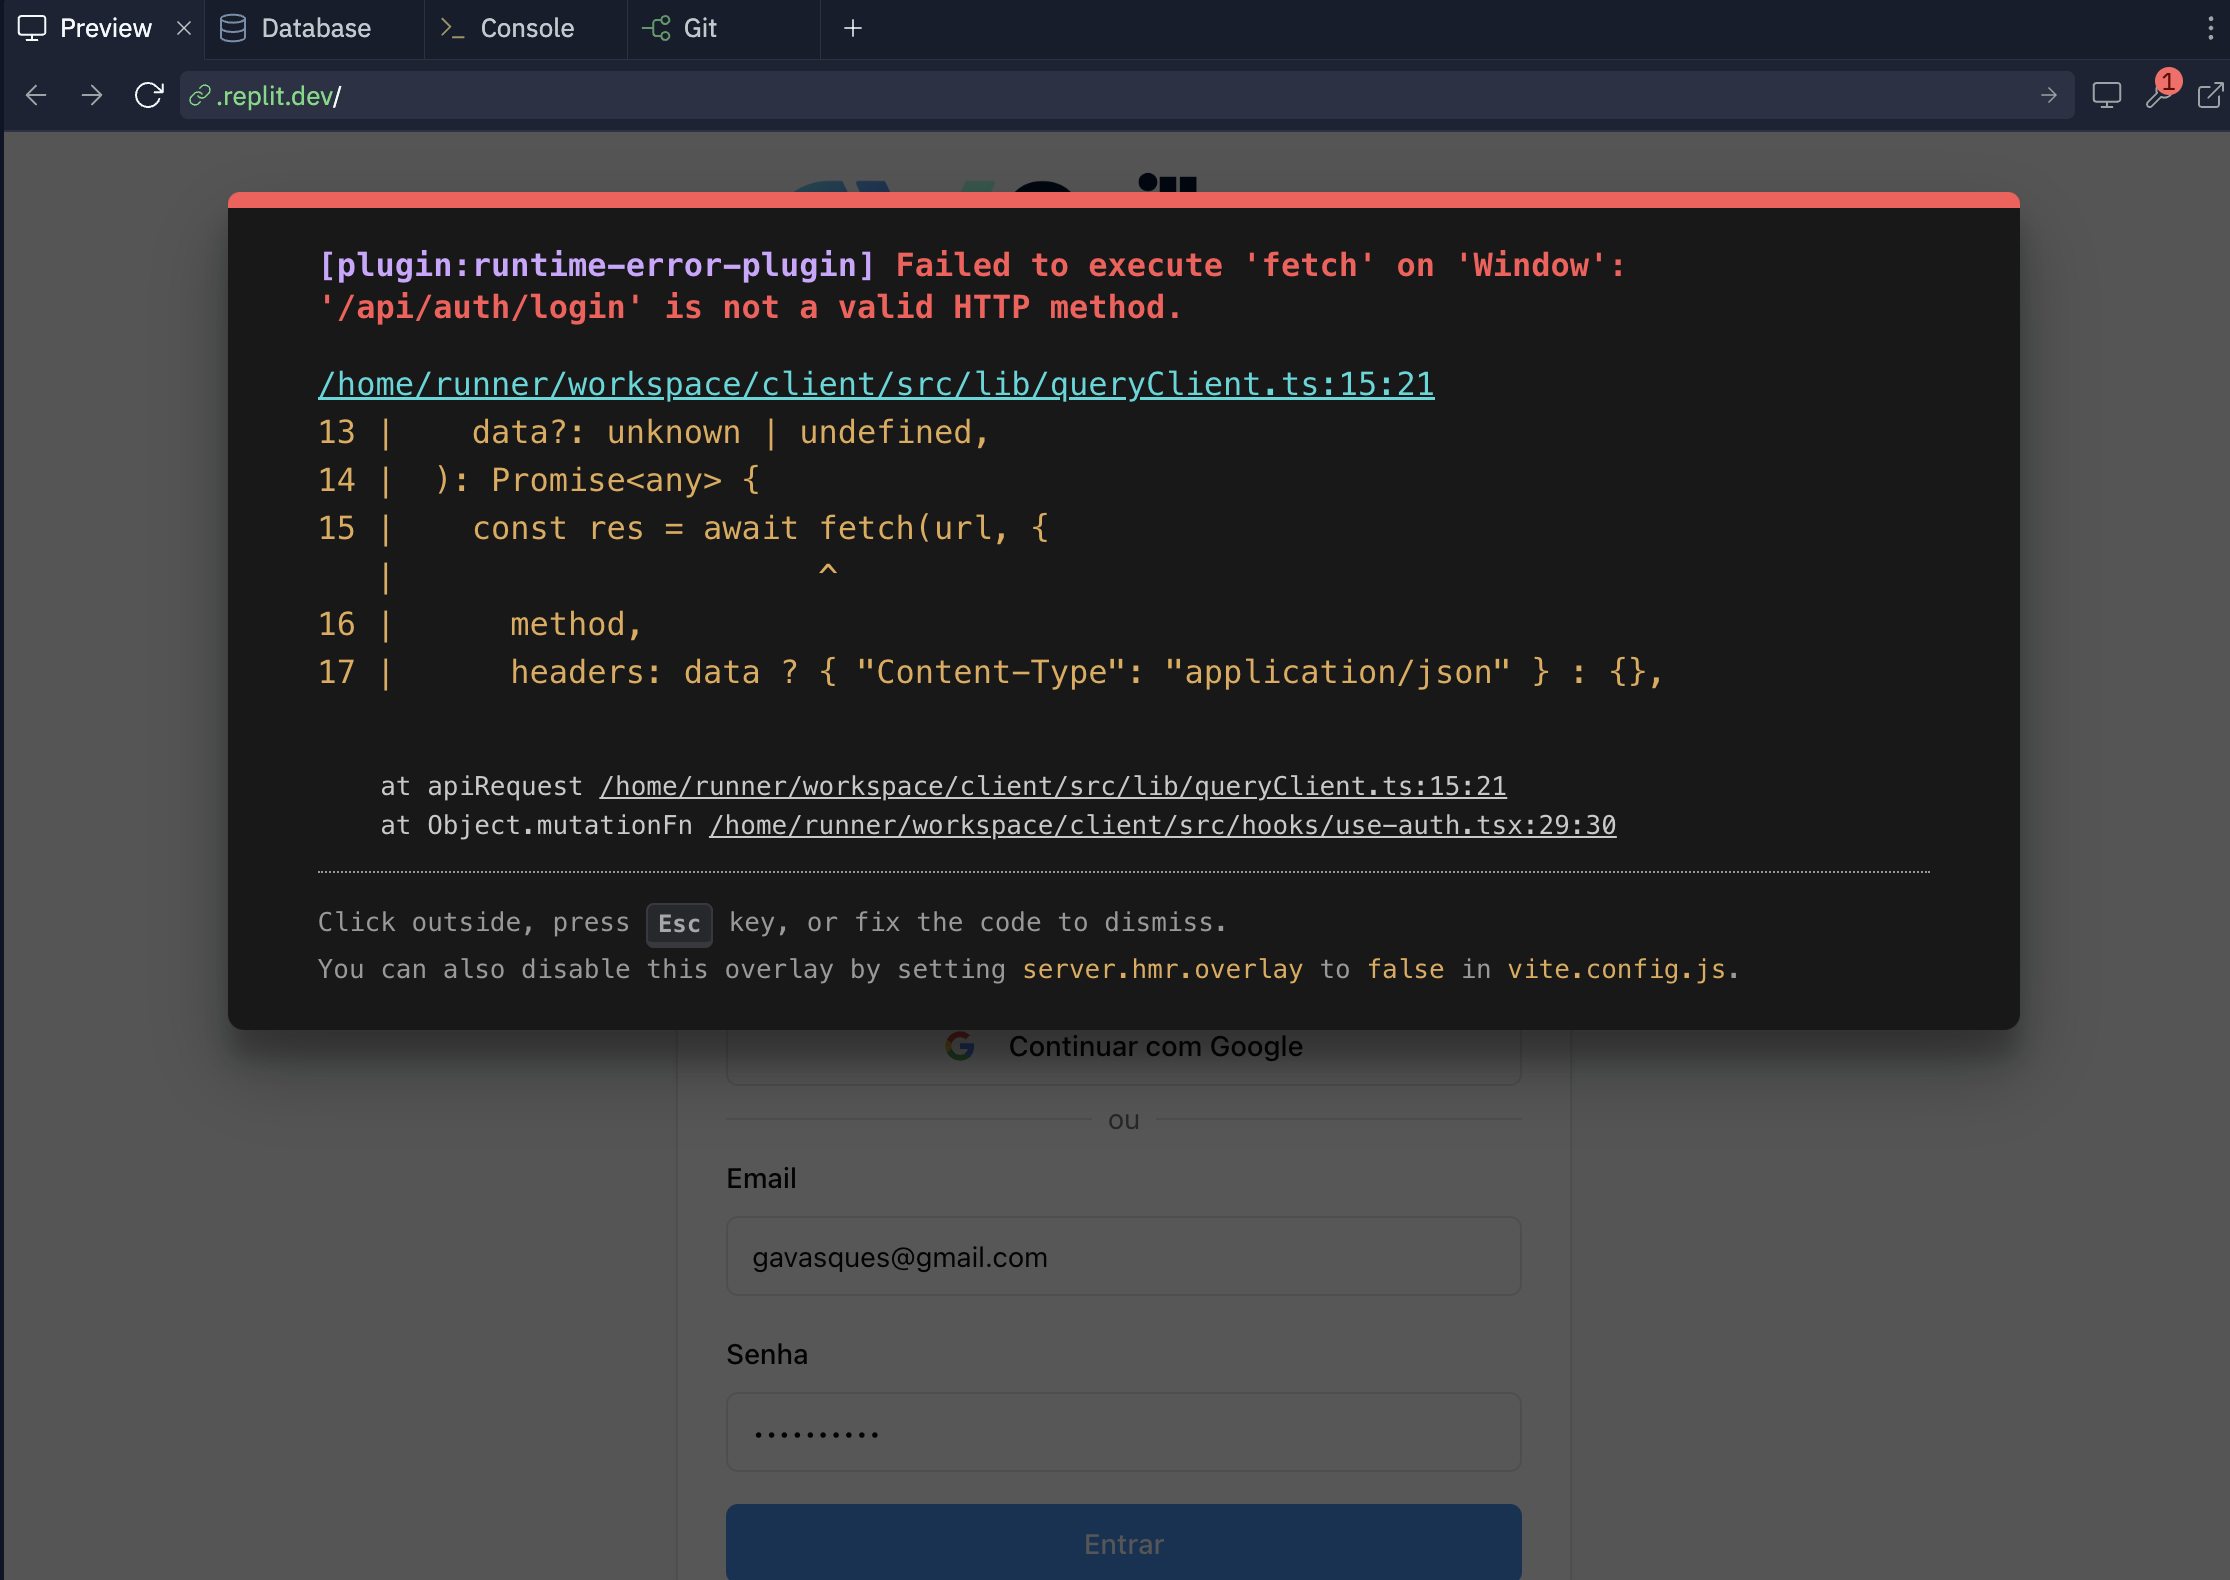 Preview
Database
Console
Git
.replit.dev/
1
[plugin:runtime-error-plugin] Failed to execute 'fetch' on 'Window':
'/api/auth/login' is not a valid HTTP method.
/home/runner/workspace/client/src/lib/queryClient.ts:15:21
13 |    data?: unknown | undefined,
14 |  ): Promise<any> {
15 |    const res = await fetch(url, {
   |                      ^
16 |      method,
17 |      headers: data ? { "Content-Type": "application/json" } : {},
at apiRequest /home/runner/workspace/client/src/lib/queryClient.ts:15:21
at Object.mutationFn /home/runner/workspace/client/src/hooks/use-auth.tsx:29:30
Click outside, press Esc key, or fix the code to dismiss.
You can also disable this overlay by setting server.hmr.overlay to false in vite.config.js.
Continuar com Google
ou
Email
gavasques@gmail.com
Senha
••••••••••
Entrar